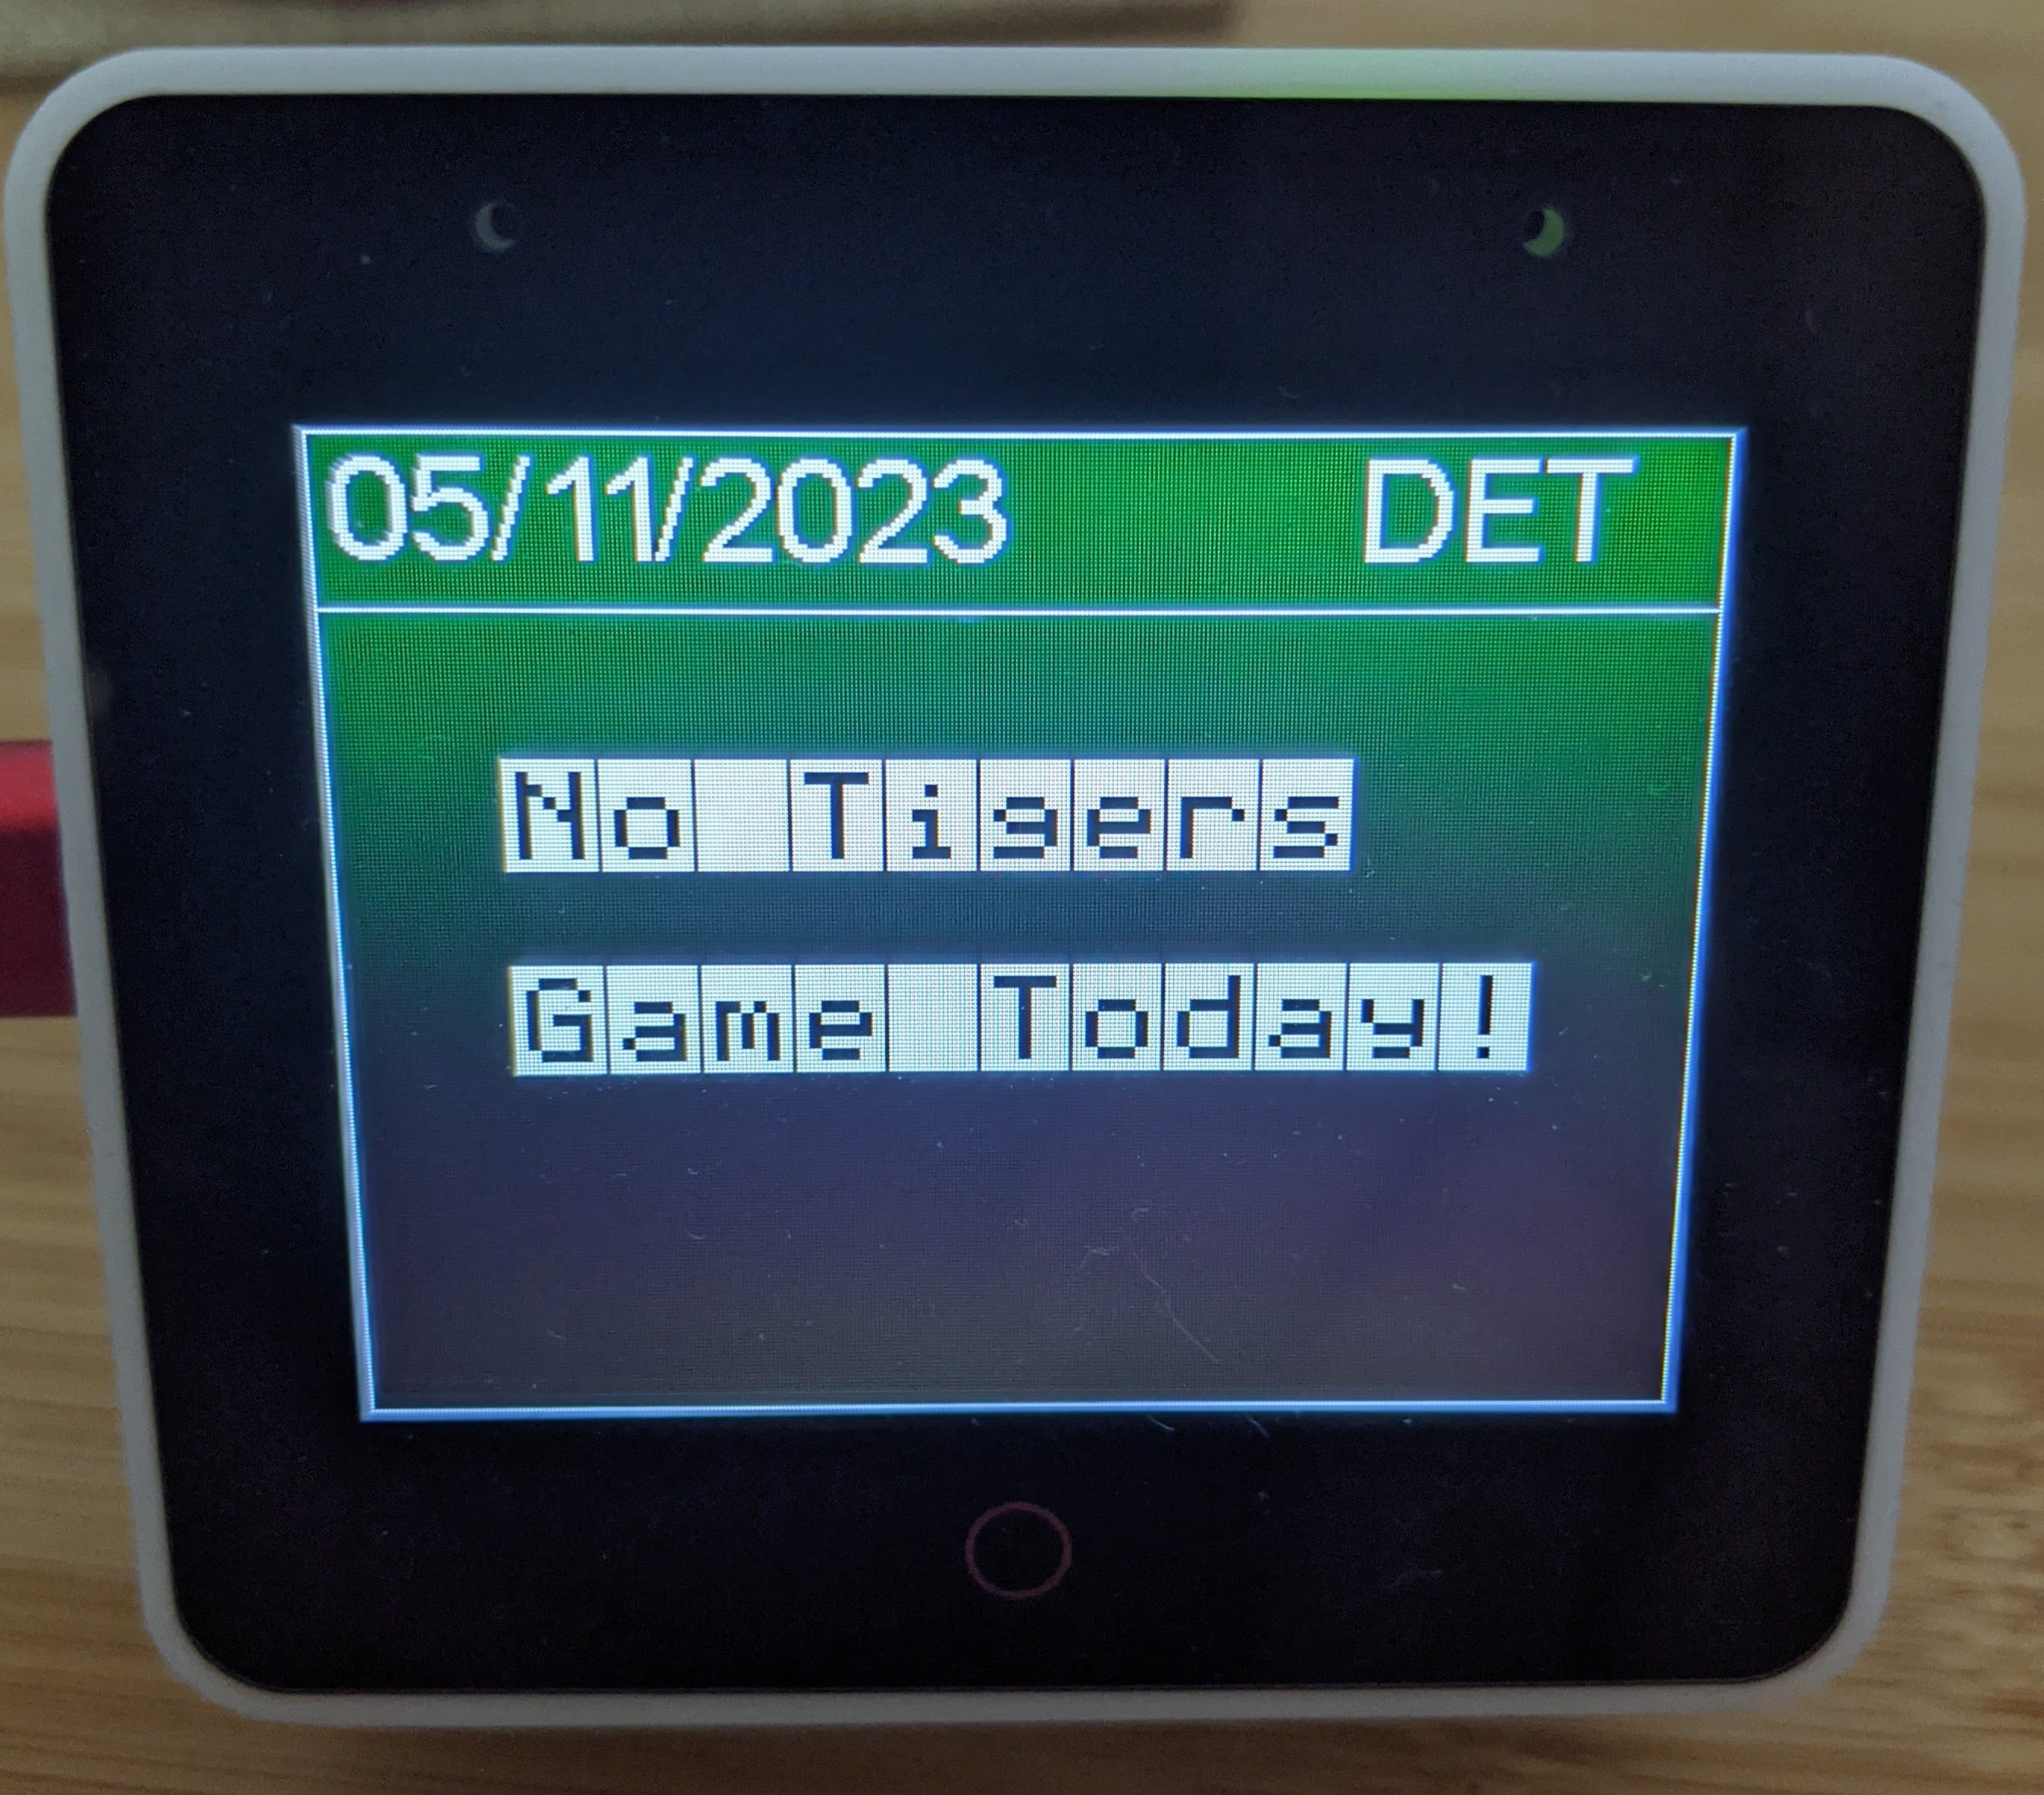 05/11/2023 DET
No Tigers
Game Today!